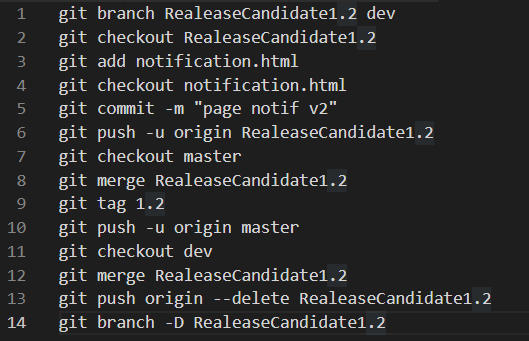 1 git branch RealeaseCandidate1.2 dev
2 git checkout RealeaseCandidate1.2
3 git add notification.html
4 git checkout notification.html
5 git commit -m "page notif v2"
6 git push -u origin RealeaseCandidate1.2
7 git checkout master
8 git merge RealeaseCandidate1.2
9 git tag 1.2
10 git push -u origin master
11 git checkout dev
12 git merge RealeaseCandidate1.2
13 git push origin --delete RealeaseCandidate1.2
14 git branch -D RealeaseCandidate1.2